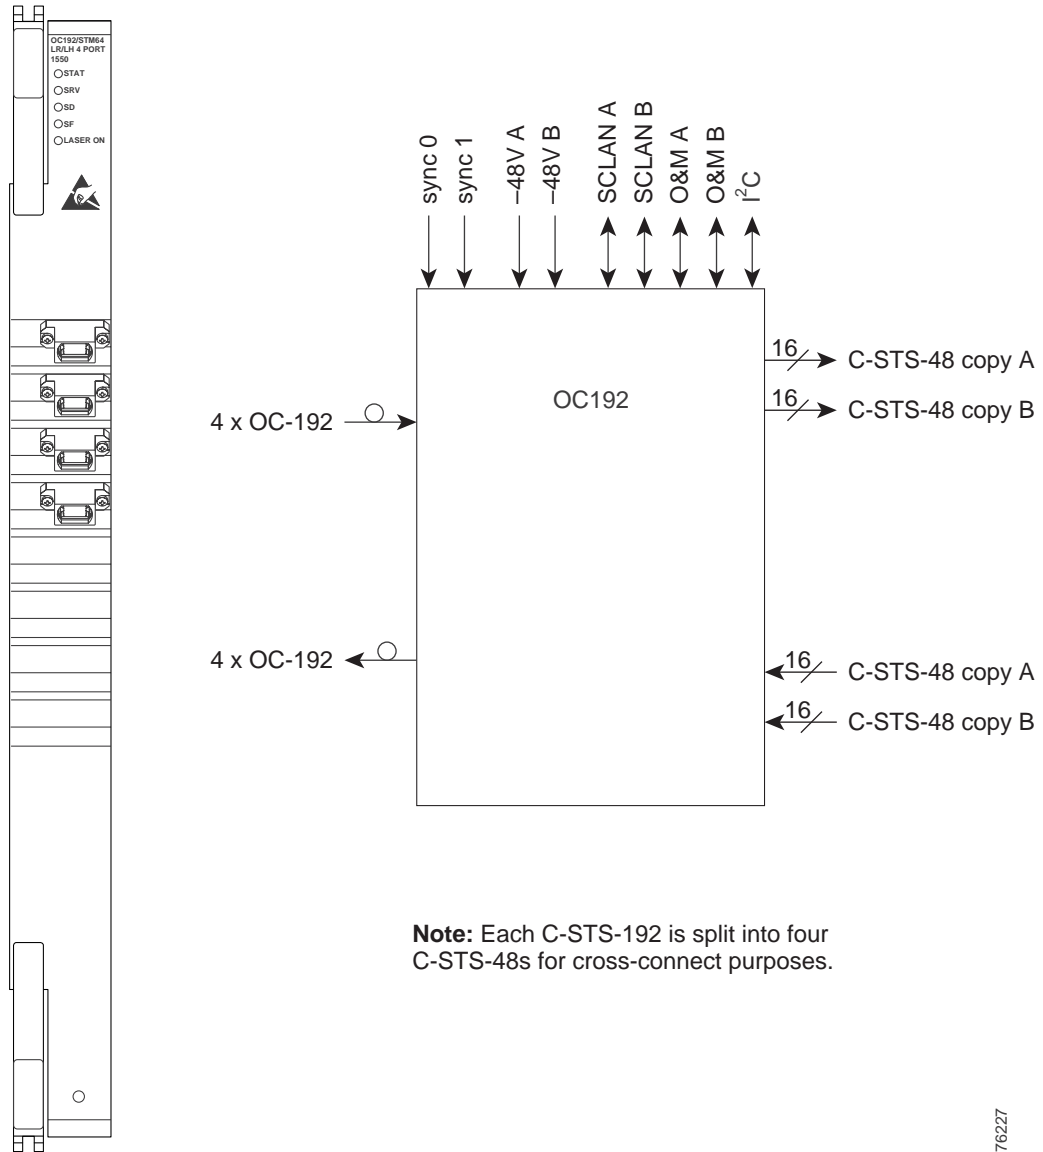 OC192/STM64
LR/LH 4 PORT
1550
STAT
SRV
SD
SF
LASER ON
sync 0
sync 1
–48V A
–48V B
SCLAN A
SCLAN B
O&M A
O&M B
I²C
16
C-STS-48 copy A
16
C-STS-48 copy B
OC192
4 x OC-192
4 x OC-192
16
C-STS-48 copy A
16
C-STS-48 copy B
Note: Each C-STS-192 is split into four
C-STS-48s for cross-connect purposes.
76227